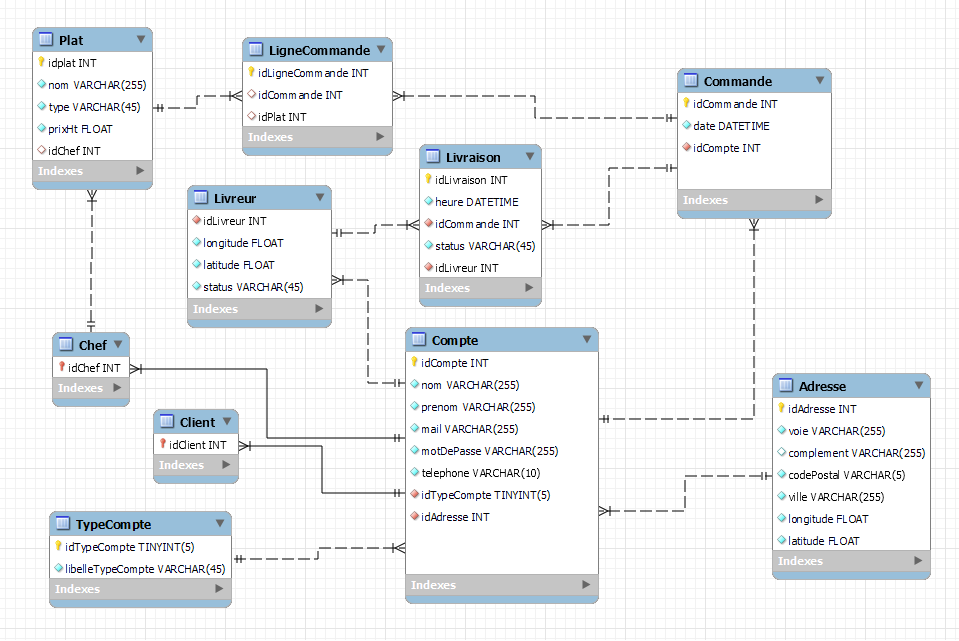 Plat
idplat INT
nom VARCHAR(255)
type VARCHAR(45)
prixHt FLOAT
idChef INT
Indexes
LigneCommande
idLigneCommande INT
idCommande INT
idPlat INT
Indexes
Commande
idCommande INT
date DATETIME
idCompte INT
Indexes
Livraison
idLivraison INT
heure DATETIME
idCommande INT
status VARCHAR(45)
idLivreur INT
Indexes
Livreur
idLivreur INT
longitude FLOAT
latitude FLOAT
status VARCHAR(45)
Indexes
Chef
idChef INT
Indexes
Client
idClient INT
Indexes
Compte
idCompte INT
nom VARCHAR(255)
prenom VARCHAR(255)
mail VARCHAR(255)
motDePasse VARCHAR(255)
telephone VARCHAR(10)
idTypeCompte TINYINT(5)
idAdresse INT
Indexes
Adresse
idAdresse INT
voie VARCHAR(255)
complement VARCHAR(255)
codePostal VARCHAR(5)
ville VARCHAR(255)
longitude FLOAT
latitude FLOAT
Indexes
TypeCompte
idTypeCompte TINYINT(5)
libelleTypeCompte VARCHAR(45)
Indexes